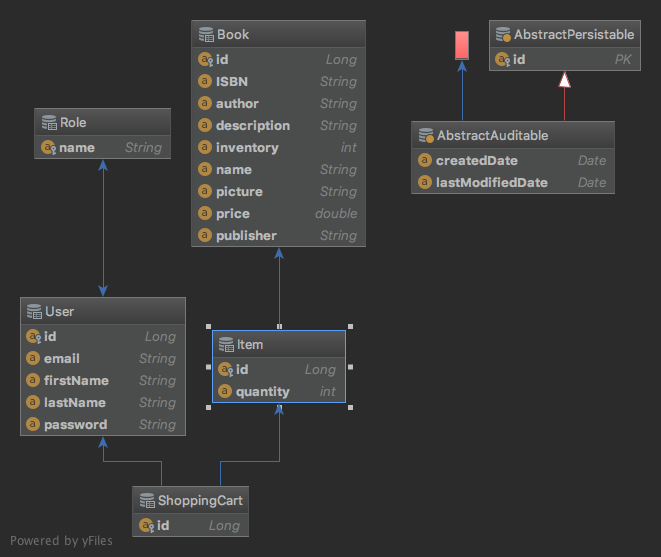 Book
id Long
ISBN String
author String
description String
inventory int
name String
picture String
price double
publisher String
AbstractPersistable
id PK
Role
name String
AbstractAuditable
createdDate Date
lastModifiedDate Date
User
id Long
email String
firstName String
lastName String
password String
Item
id Long
quantity int
ShoppingCart
id Long
Powered by yFiles